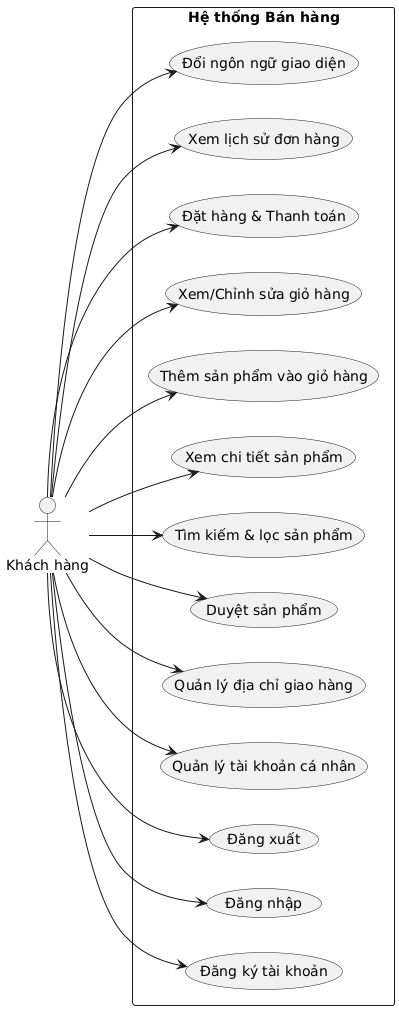 Hệ thống Bán hàng
Đổi ngôn ngữ giao diện
Xem lịch sử đơn hàng
Đặt hàng & Thanh toán
Xem/Chỉnh sửa giỏ hàng
Thêm sản phẩm vào giỏ hàng
Xem chi tiết sản phẩm
Tìm kiếm & lọc sản phẩm
Khách hàng
Duyệt sản phẩm
Quản lý địa chỉ giao hàng
Quản lý tài khoản cá nhân
Đăng xuất
Đăng nhập
Đăng ký tài khoản